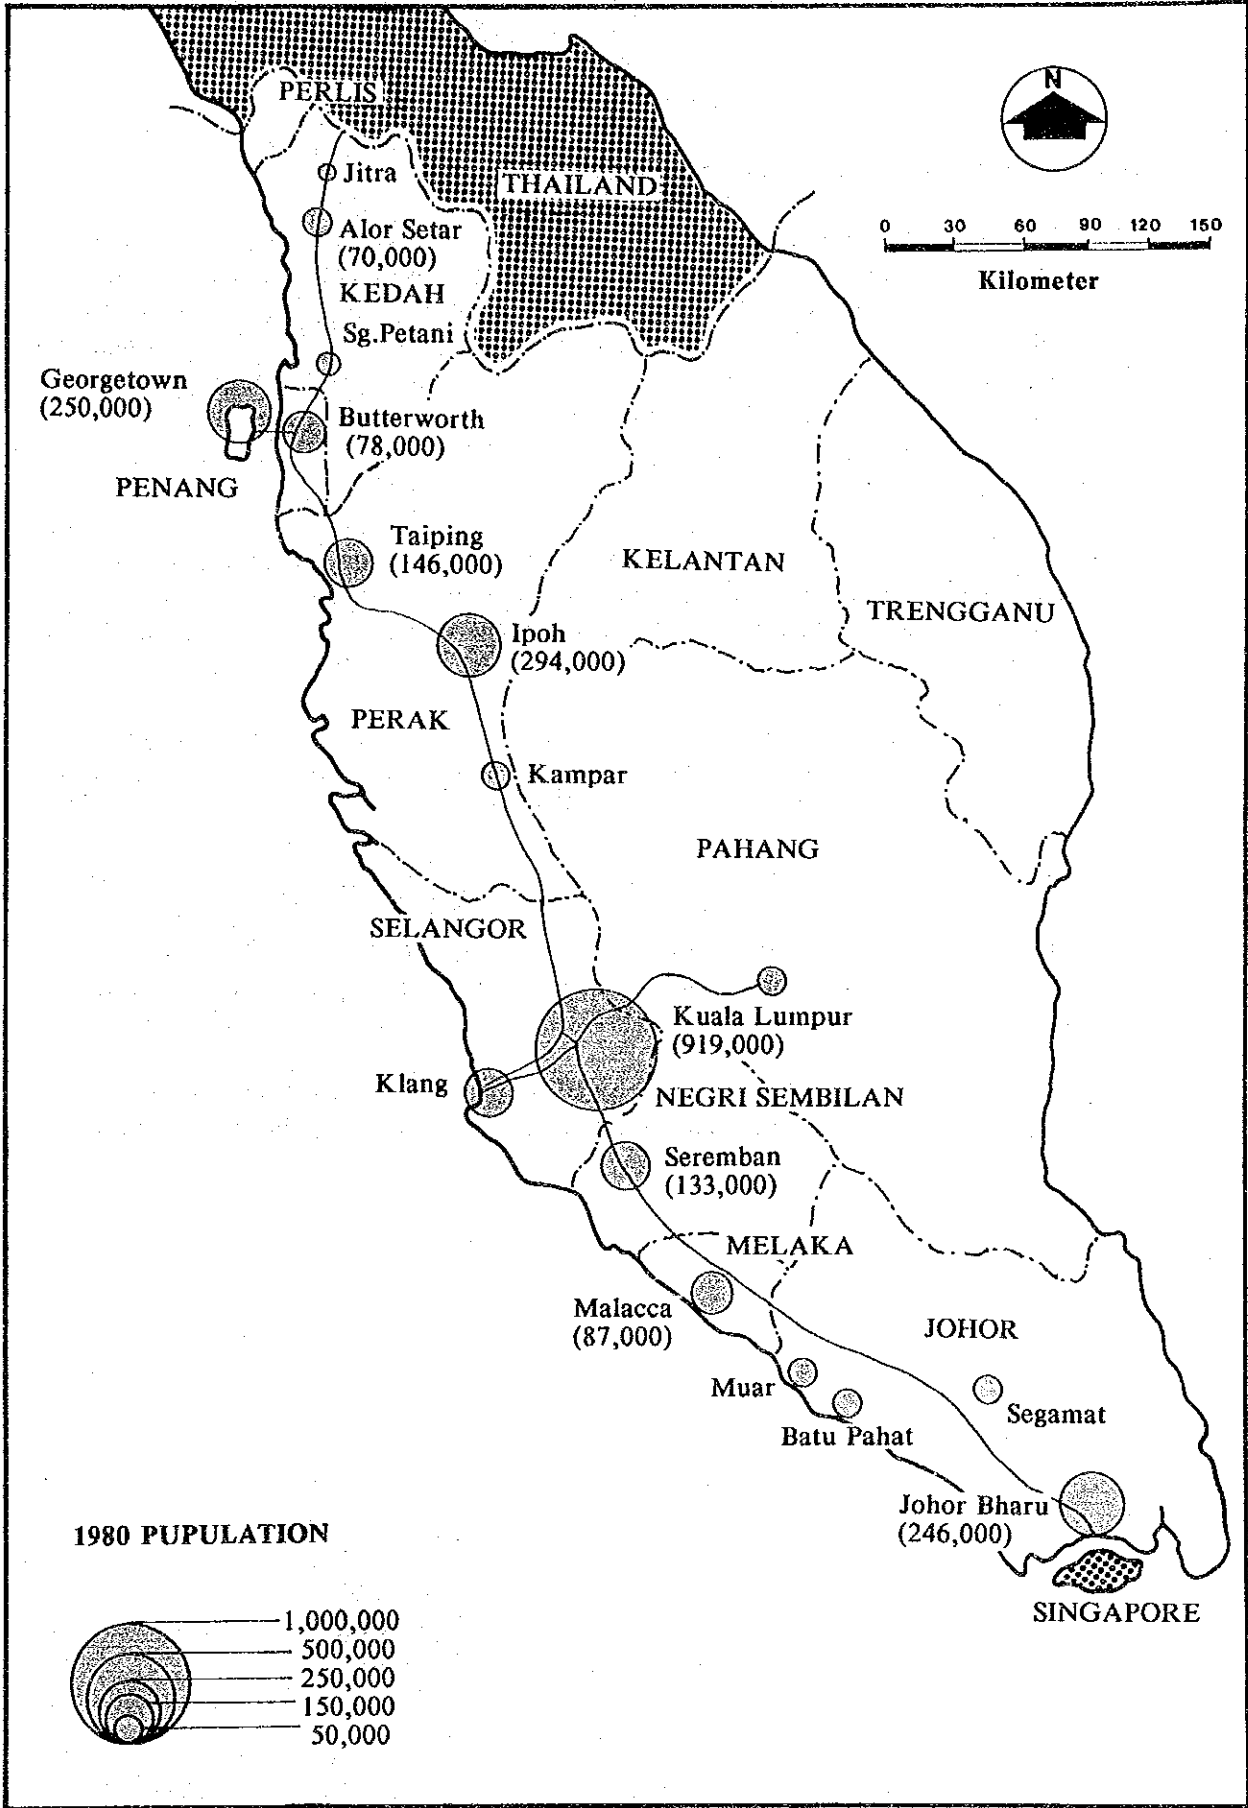 N
PERLIS
Jitra
THAILAND
0 30 60 90 120 150
Kilometer
Alor Setar
(70,000)
KEDAH
Sg.Petani
Georgetown
(250,000)
Butterworth
(78,000)
PENANG
Taiping
(146,000)
KELANTAN
TRENGGANU
Ipoh
(294,000)
PERAK
Kampar
PAHANG
SELANGOR
Kuala Lumpur
(919,000)
Klang
NEGRI SEMBILAN
Seremban
(133,000)
MELAKA
Malacca
(87,000)
JOHOR
Muar
Segamat
Batu Pahat
Johor Bharu
(246,000)
SINGAPORE
1980 PUPULATION
1,000,000
500,000
250,000
150,000
50,000